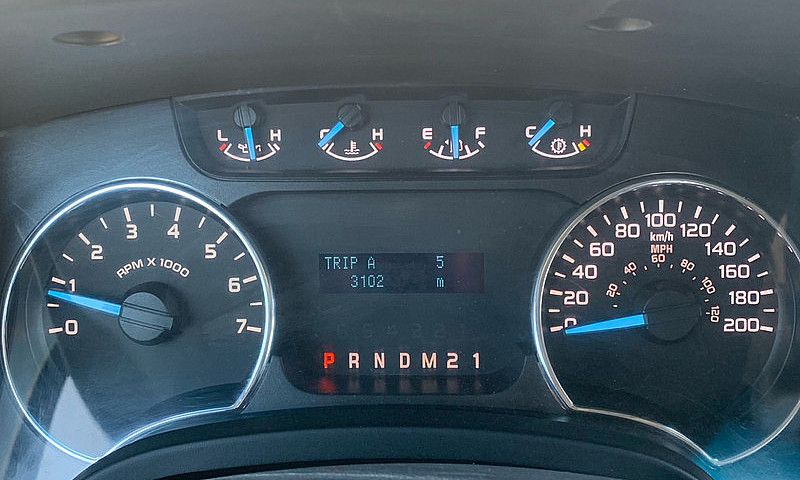 L H
C H
E F
C H
0 1 2 3 4 5 6 7
RPM X 1000
TRIP A 5
3102 m
P R N D M 2 1
0 20 40 60 80 100 120 140 160 180 200
km/h
MPH
20 40 60 80 100 120